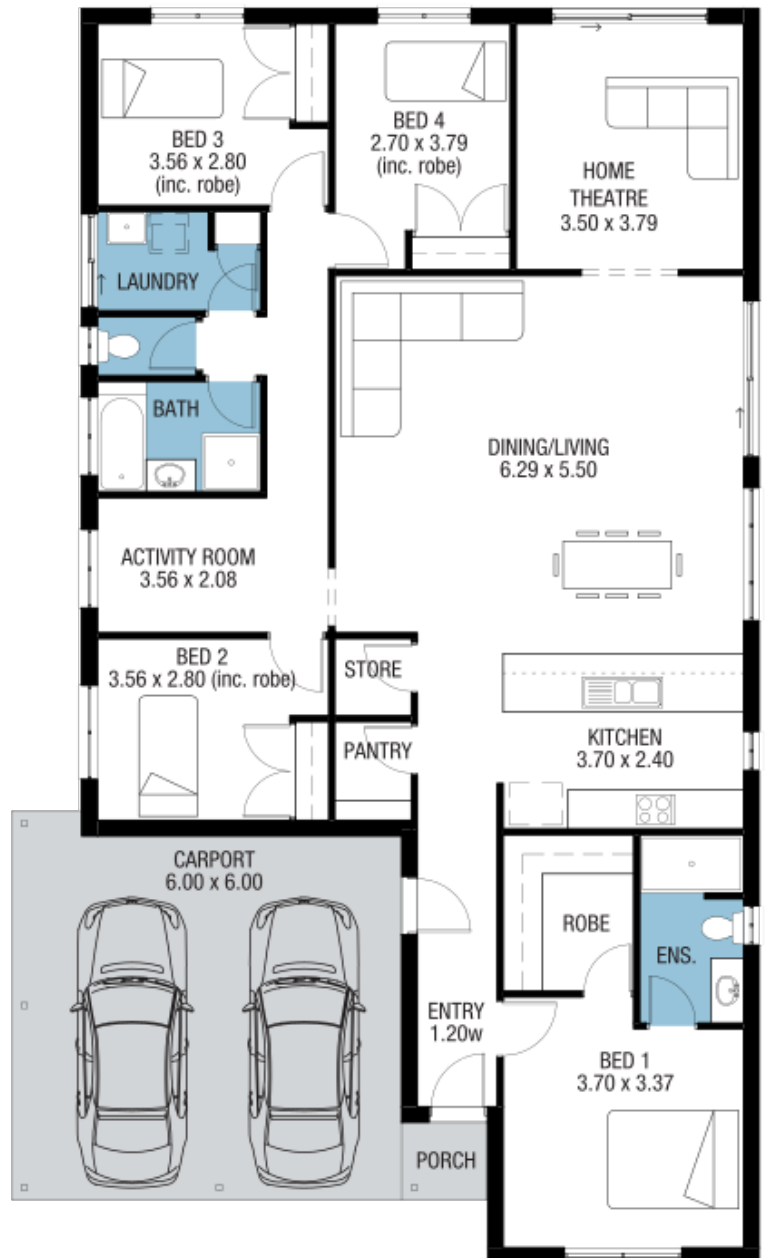 BED 3
3.56 x 2.80
(inc. robe)
BED 4
2.70 x 3.79
(inc. robe)
HOME
THEATRE
3.50 x 3.79
LAUNDRY
BATH
DINING/LIVING
6.29 x 5.50
ACTIVITY ROOM
3.56 x 2.08
BED 2
3.56 x 2.80 (inc. robe)
STORE
PANTRY
KITCHEN
3.70 x 2.40
CARPORT
6.00 x 6.00
ROBE
ENS.
ENTRY
1.20w
BED 1
3.70 x 3.37
PORCH